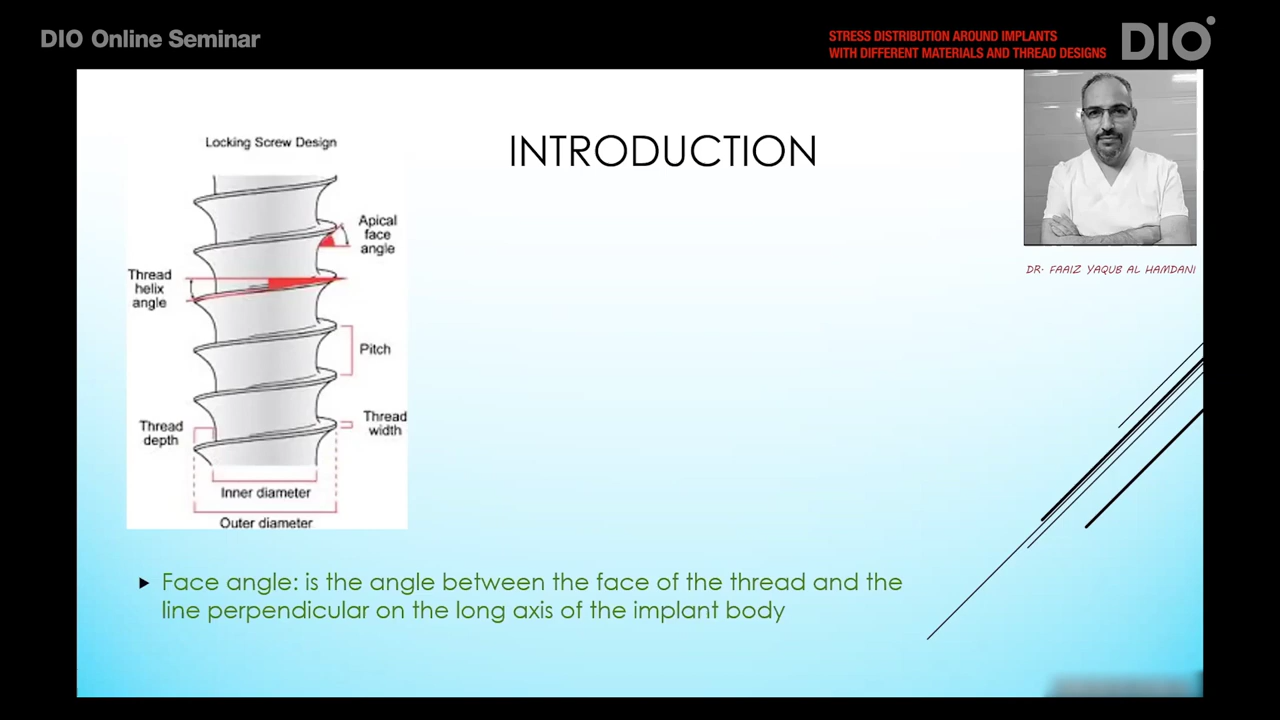 DIO Online Seminar
STRESS DISTRIBUTION AROUND IMPLANTS
WITH DIFFERENT MATERIALS AND THREAD DESIGNS
DIO
INTRODUCTION
Locking Screw Design
Apical
face
angle
Thread
helix
angle
Pitch
Thread
depth
Thread
width
Inner diameter
Outer diameter
DR. FAAIZ YAQUB AL HAMDANI
Face angle: is the angle between the face of the thread and the
line perpendicular on the long axis of the implant body